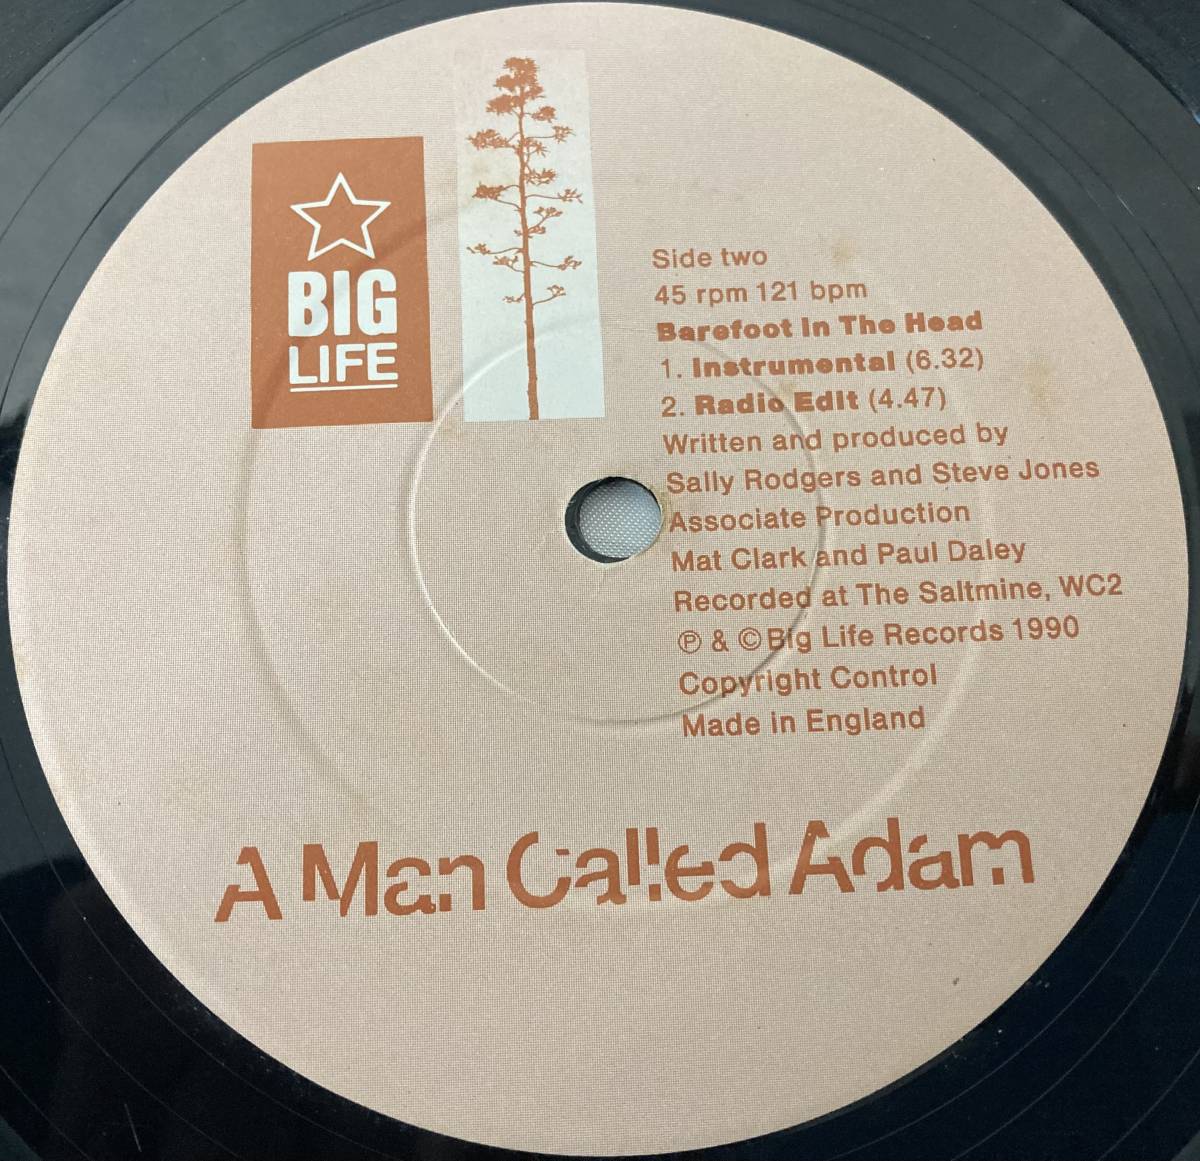 BIG
LIFE
Side two
45 rpm 121 bpm
Barefoot In The Head
1. Instrumental (6.32)
2. Radio Edit (4.47)
Written and produced by
Sally Rodgers and Steve Jones
Associate Production
Mat Clark and Paul Daley
Recorded at The Saltmine, WC2
℗ & © Big Life Records 1990
Copyright Control
Made in England
A Man Called Adam